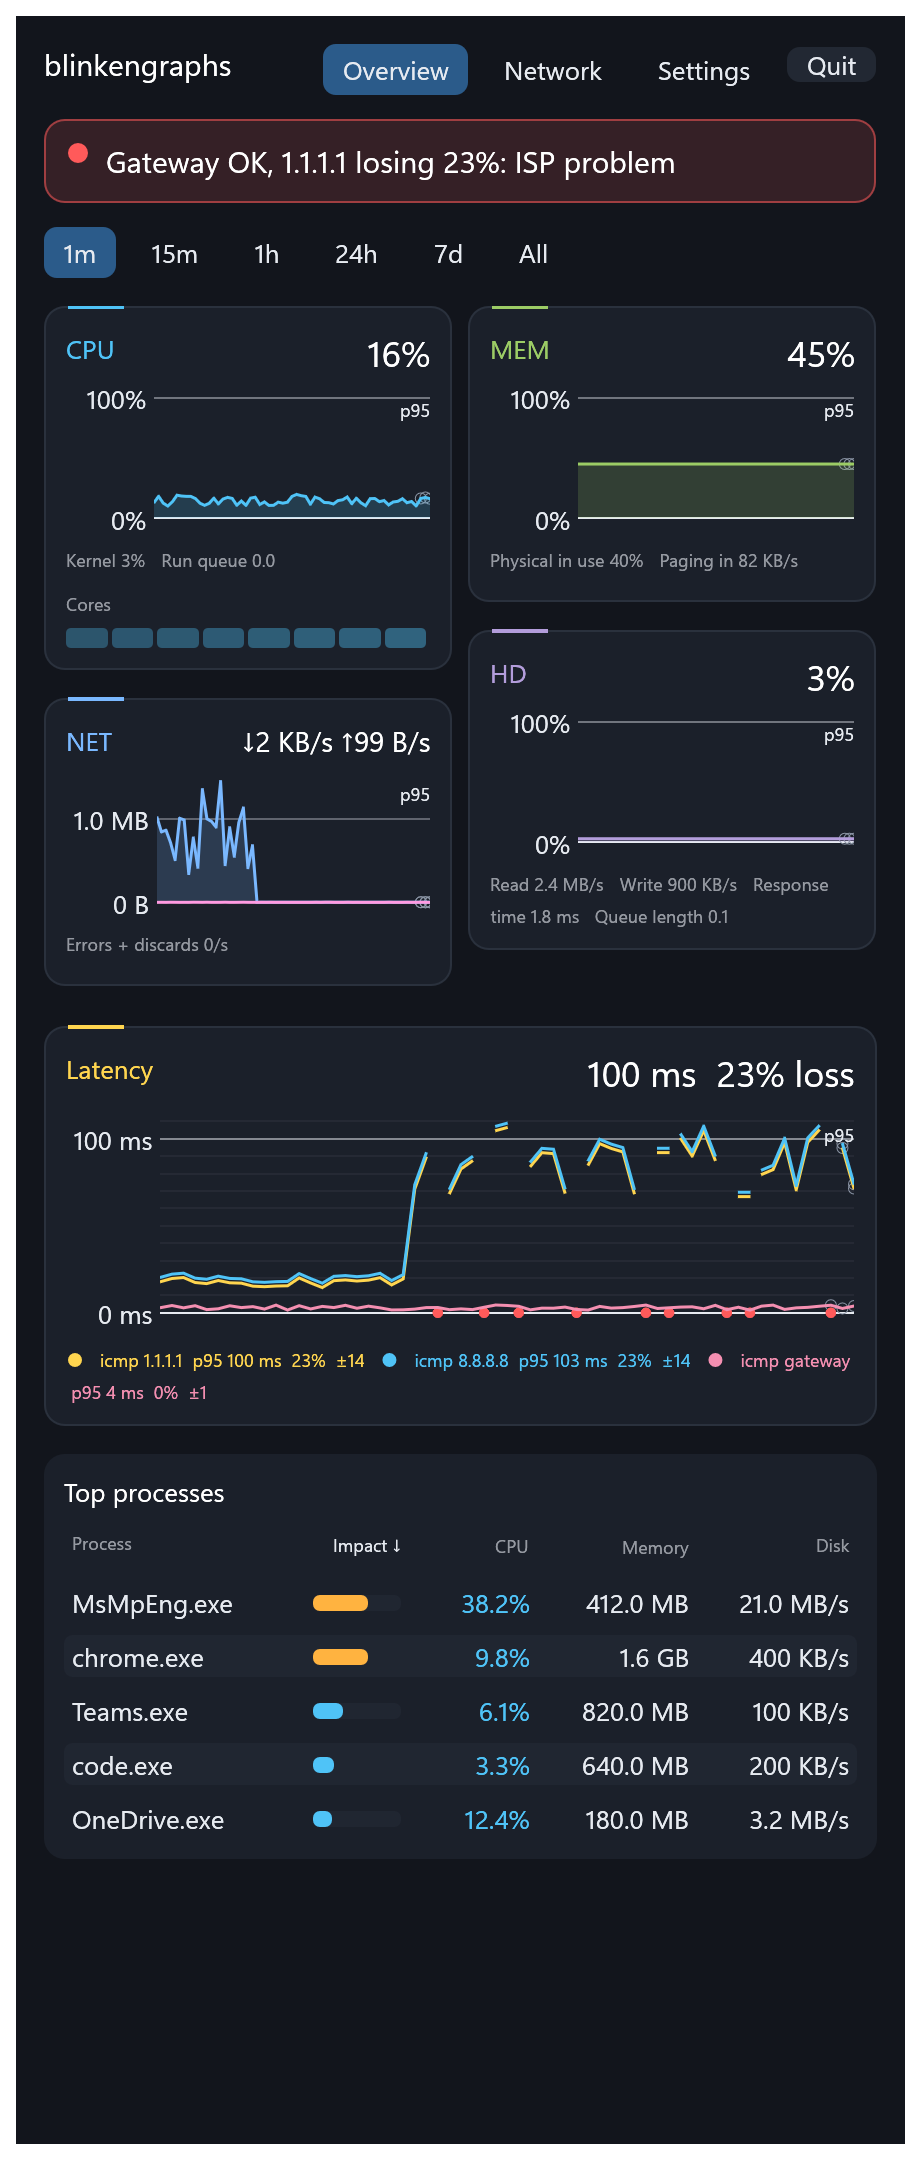 blinkengraphs Overview Network Settings Quit
Gateway OK, 1.1.1.1 losing 23%: ISP problem
1m 15m 1h 24h 7d All
CPU 16%
100%
p95
0%
Kernel 3% Run queue 0.0
Cores
MEM 45%
100%
p95
0%
Physical in use 40% Paging in 82 KB/s
NET ↓2 KB/s ↑99 B/s
p95
1.0 MB
0 B
Errors + discards 0/s
HD 3%
100%
p95
0%
Read 2.4 MB/s Write 900 KB/s Response
time 1.8 ms Queue length 0.1
Latency 100 ms 23% loss
100 ms p95
0 ms
icmp 1.1.1.1 p95 100 ms 23% ±14 icmp 8.8.8.8 p95 103 ms 23% ±14 icmp gateway
p95 4 ms 0% ±1
Top processes
Process Impact ↓ CPU Memory Disk
MsMpEng.exe 38.2% 412.0 MB 21.0 MB/s
chrome.exe 9.8% 1.6 GB 400 KB/s
Teams.exe 6.1% 820.0 MB 100 KB/s
code.exe 3.3% 640.0 MB 200 KB/s
OneDrive.exe 12.4% 180.0 MB 3.2 MB/s